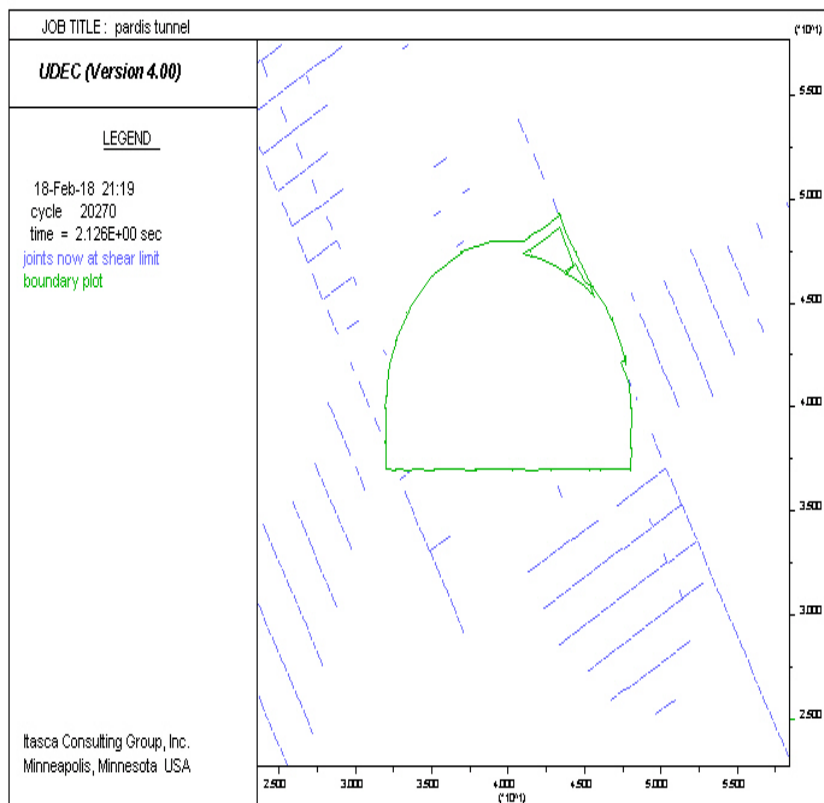 JOB TITLE : pardis tunnel
(*10^1)
UDEC (Version 4.00)
LEGEND
18-Feb-18 21:19
cycle 20270
time = 2.126E+00 sec
joints now at shear limit
boundary plot
5.500
5.000
4.500
4.000
3.500
3.000
2.500
Itasca Consulting Group, Inc.
Minneapolis, Minnesota USA
2.500 3.000 3.500 4.000 4.500 5.000 5.500
(*10^1)